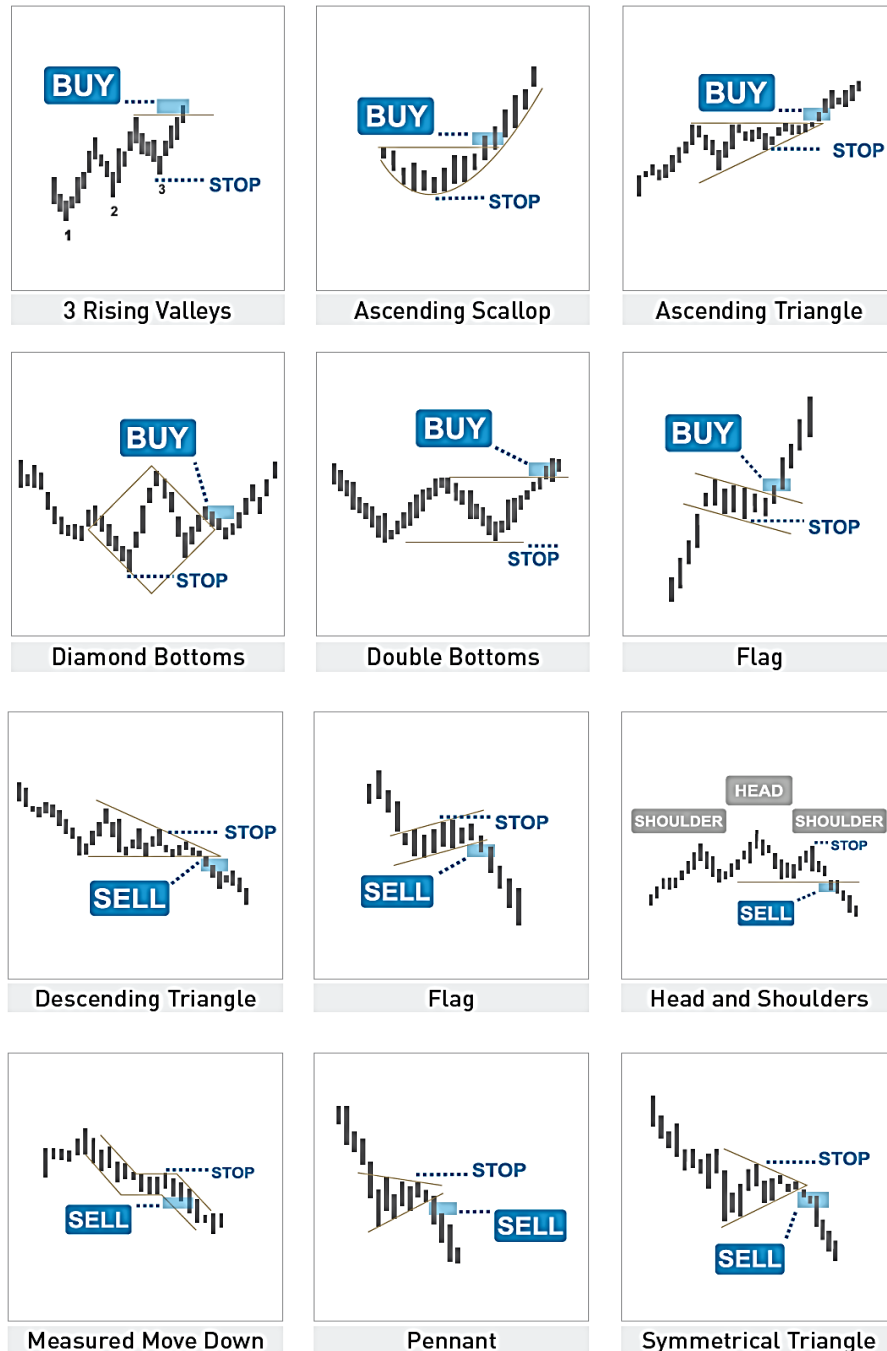 BUY
STOP
1
2
3
3 Rising Valleys
BUY
STOP
Ascending Scallop
BUY
STOP
Ascending Triangle
BUY
STOP
Diamond Bottoms
BUY
STOP
Double Bottoms
BUY
STOP
Flag
STOP
SELL
Descending Triangle
STOP
SELL
Flag
HEAD
SHOULDER
SHOULDER
STOP
SELL
Head and Shoulders
STOP
SELL
Measured Move Down
STOP
SELL
Pennant
STOP
SELL
Symmetrical Triangle